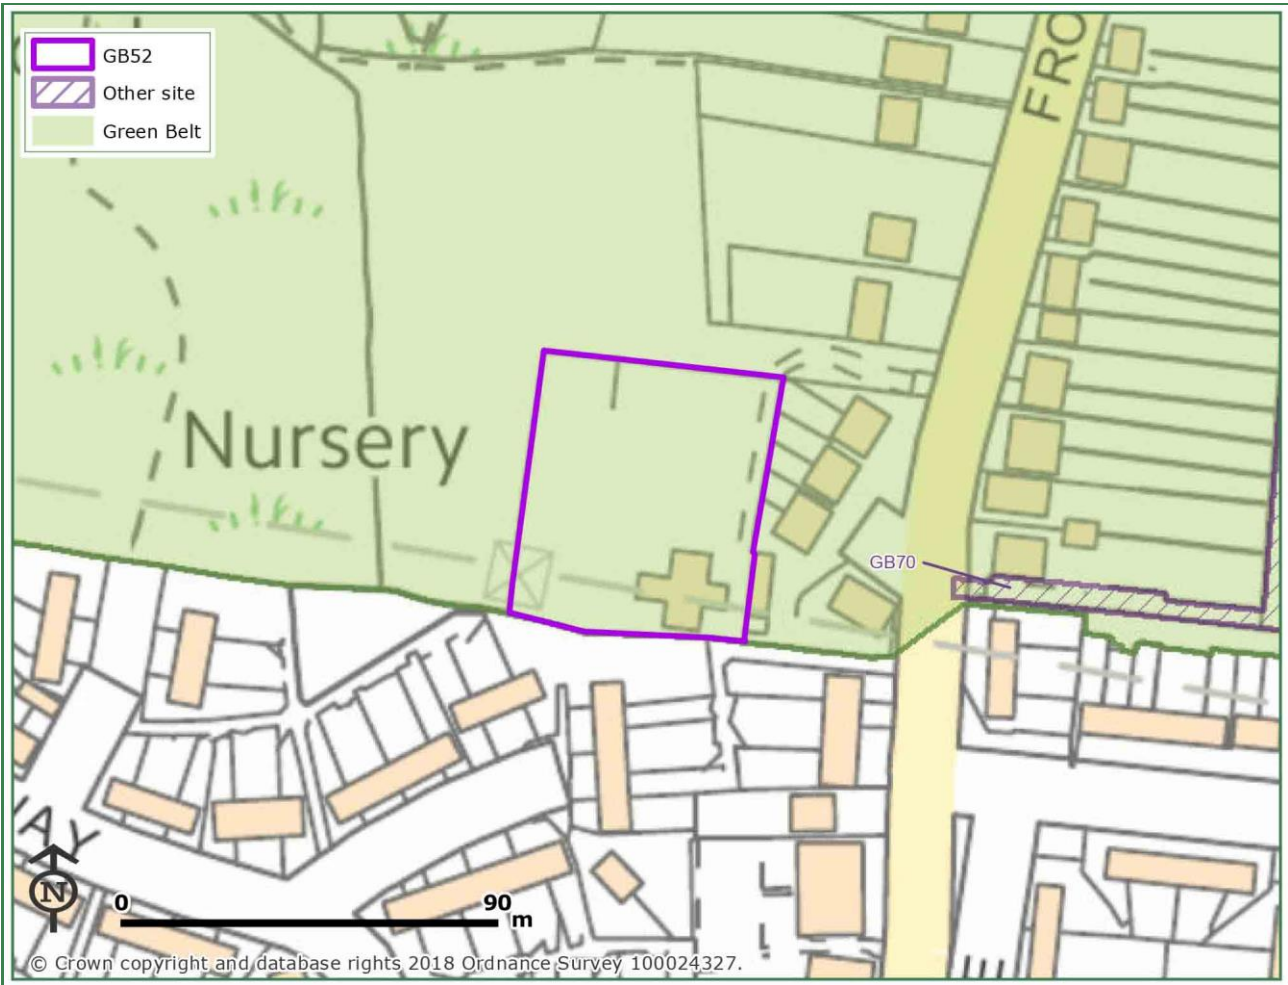 GB52
Other site
Green Belt
FRO
Nursery
GB70
WAY
N
0 90 m
© Crown copyright and database rights 2018 Ordnance Survey 100024327.